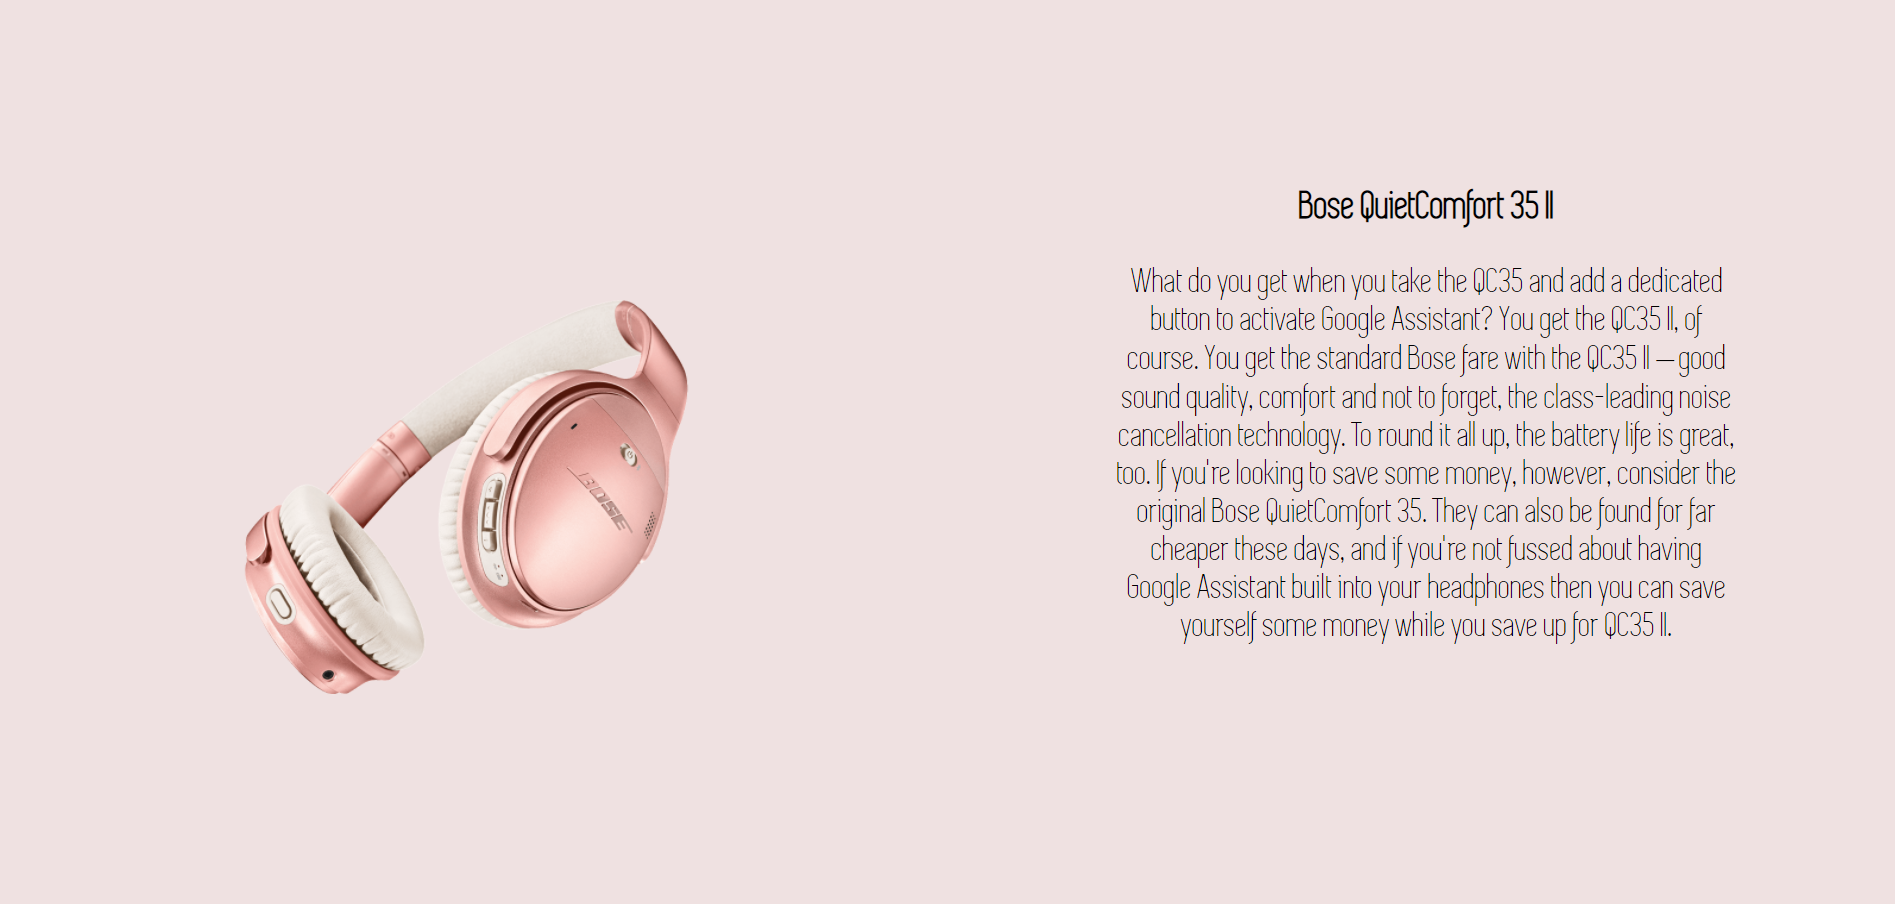 Bose QuietComfort 35 II
What do you get when you take the QC35 and add a dedicated
button to activate Google Assistant? You get the QC35 II, of
course. You get the standard Bose fare with the QC35 II — good
sound quality, comfort and not to forget, the class-leading noise
cancellation technology. To round it all up, the battery life is great,
too. If you're looking to save some money, however, consider the
original Bose QuietComfort 35. They can also be found for far
cheaper these days, and if you're not fussed about having
Google Assistant built into your headphones then you can save
yourself some money while you save up for QC35 II.
BOSE